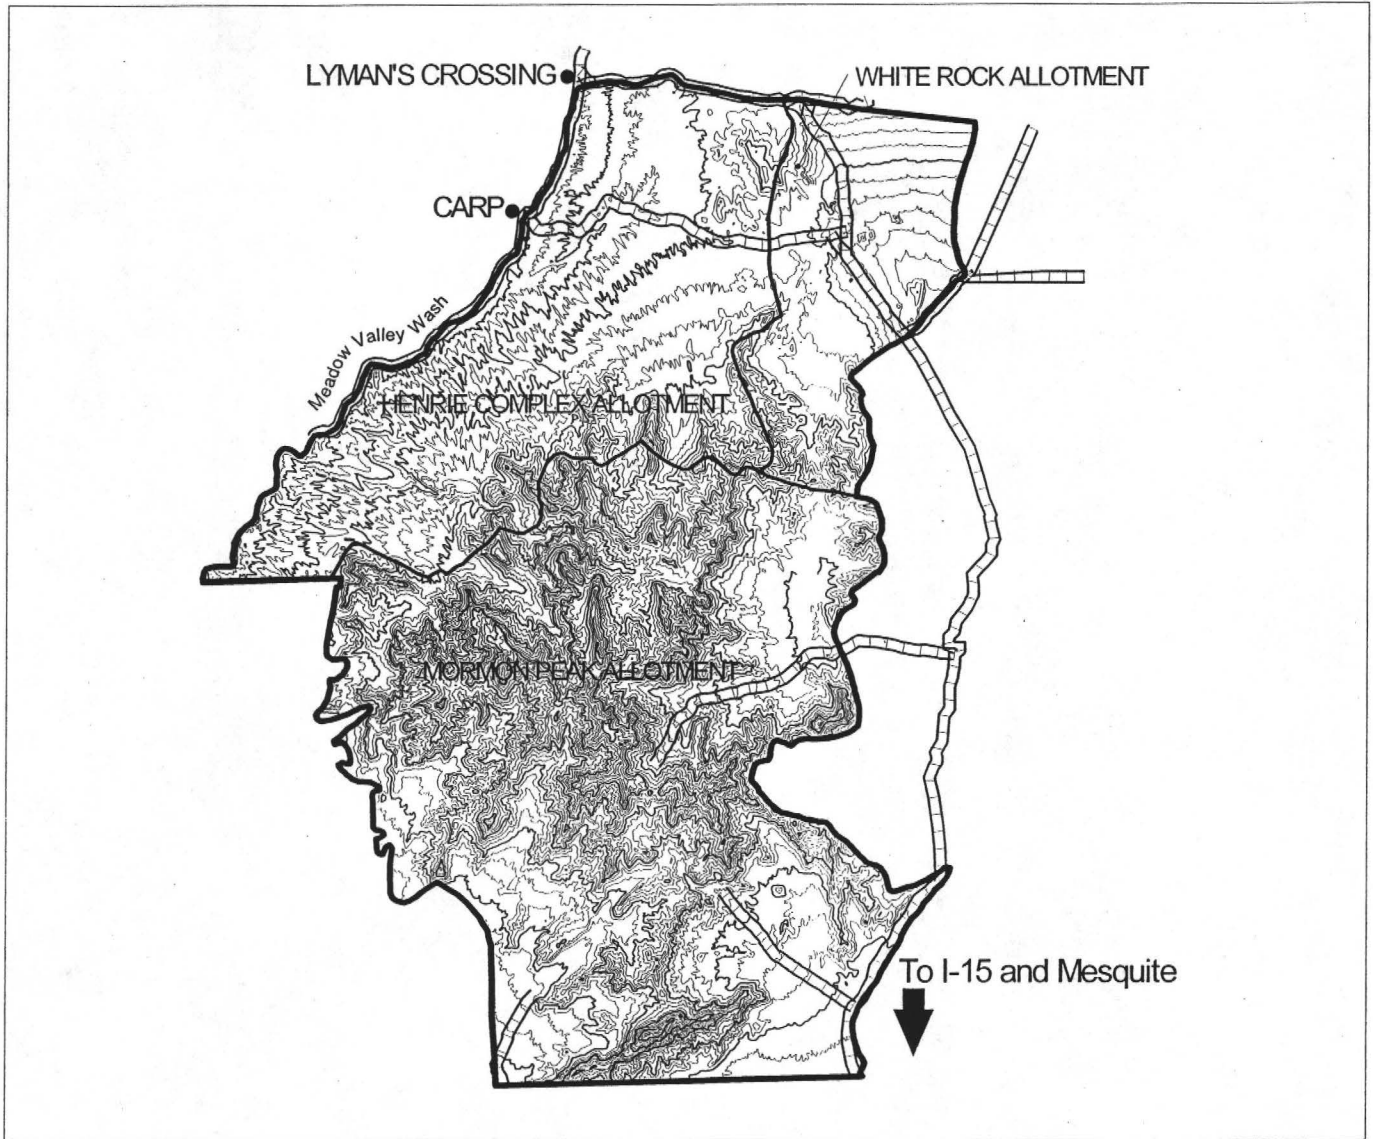 LYMAN'S CROSSING
WHITE ROCK ALLOTMENT
CARP
Meadow Valley Wash
HENRIE COMPLEX ALLOTMENT
MORMON PEAK ALLOTMENT
To I-15 and Mesquite